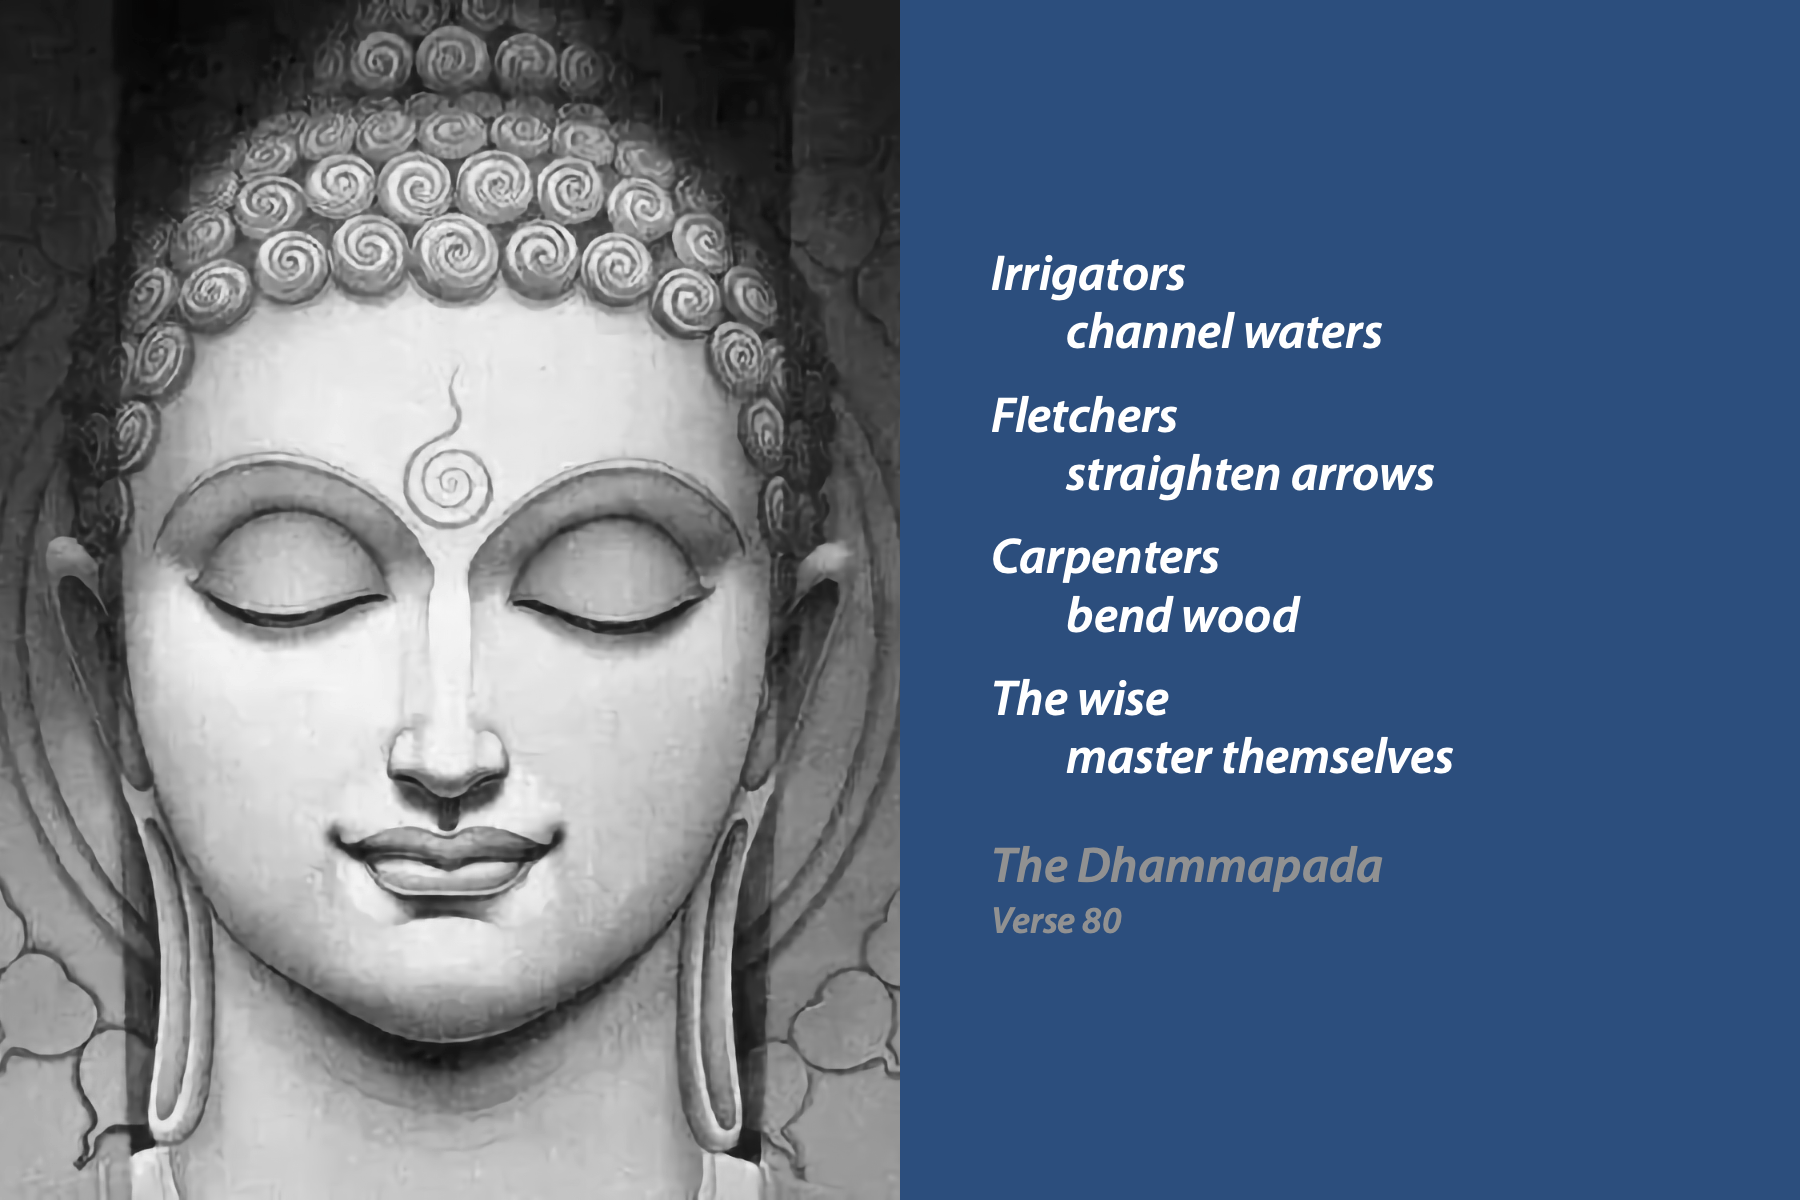 Irrigators
channel waters
Fletchers
straighten arrows
Carpenters
bend wood
The wise
master themselves
The Dhammapada
Verse 80